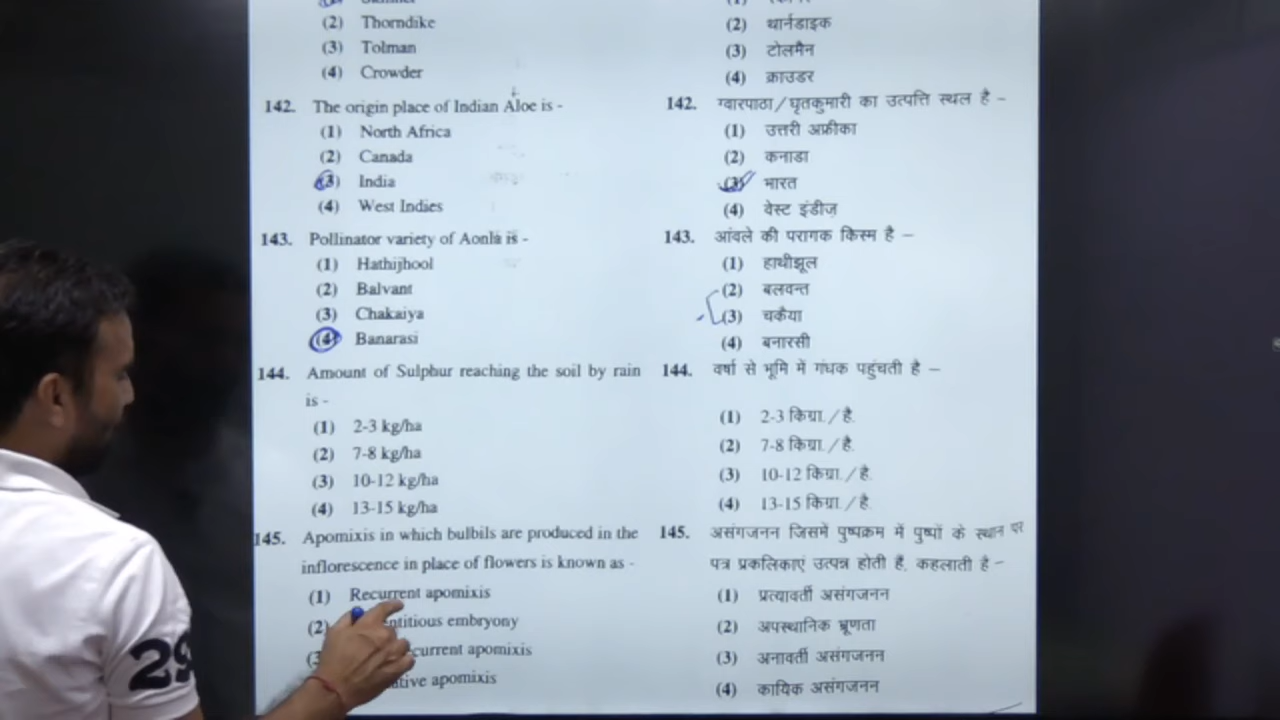 (2) Thorndike
(3) Tolman
(4) Crowder
142. The origin place of Indian Aloe is -
(1) North Africa
(2) Canada
(3) India
(4) West Indies
143. Pollinator variety of Aonla is -
(1) Hathijhool
(2) Balvant
(3) Chakaiya
(4) Banarasi
144. Amount of Sulphur reaching the soil by rain
is -
(1) 2-3 kg/ha
(2) 7-8 kg/ha
(3) 10-12 kg/ha
(4) 13-15 kg/ha
145. Apomixis in which bulbils are produced in the
inflorescence in place of flowers is known as -
(1) Recurrent apomixis
(2) embryony
apomixis
apomixis
(2) थार्नडाइक
(3) टोलमैन
(4) क्राउडर
142. ग्वारपाठा/घृतकुमारी का उत्पत्ति स्थल है –
(1) उत्तरी अफ्रीका
(2) कनाडा
(3) भारत
(4) वेस्ट इंडीज़
143. आंवले की परागक किस्म है –
(1) हाथीझूल
(2) बलवन्त
(3) चकैया
(4) बनारसी
144. वर्षा से भूमि में गंधक पहुंचती है –
(1) 2-3 किग्रा./है.
(2) 7-8 किग्रा./है.
(3) 10-12 किग्रा./है.
(4) 13-15 किग्रा./है.
145. असंगजनन जिसमें पुष्पक्रम में पुष्पों के स्थान पर
पत्र प्रकलिकाएं उत्पन्न होती हैं, कहलाती है –
(1) प्रत्यावर्ती असंगजनन
(2) अपस्थानिक भ्रूणता
(3) अनावर्ती असंगजनन
(4) कायिक असंगजनन
29